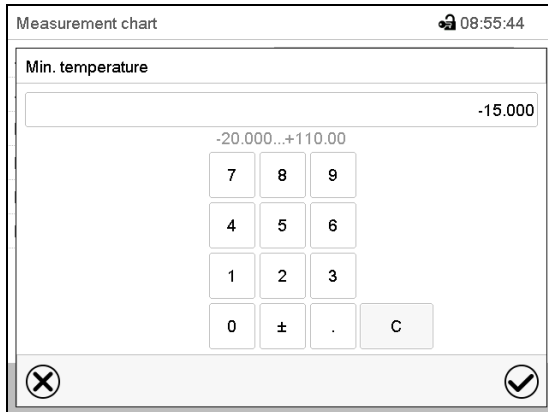 Measurement chart 08:55:44
Min. temperature
-15.000
-20.000...+110.00
7 8 9
4 5 6
1 2 3
0 ± . C